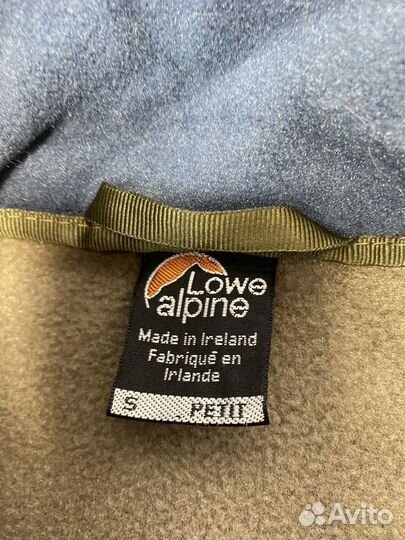 Lowe
alpine
Made in Ireland
Fabriqué en
Irlande
S PETIT
Avito